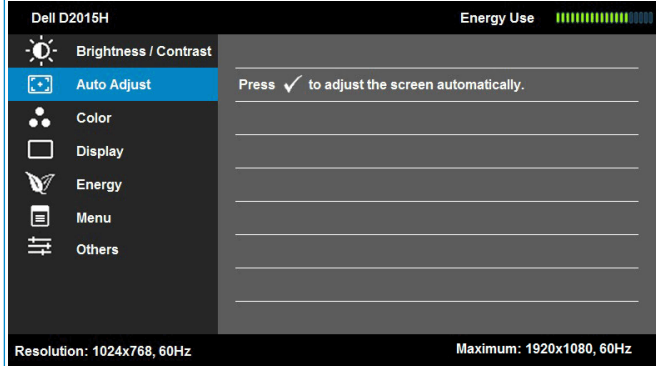 Dell D2015H Energy Use
Brightness / Contrast
Auto Adjust Press ✓ to adjust the screen automatically.
Color
Display
Energy
Menu
Others
Resolution: 1024x768, 60Hz Maximum: 1920x1080, 60Hz